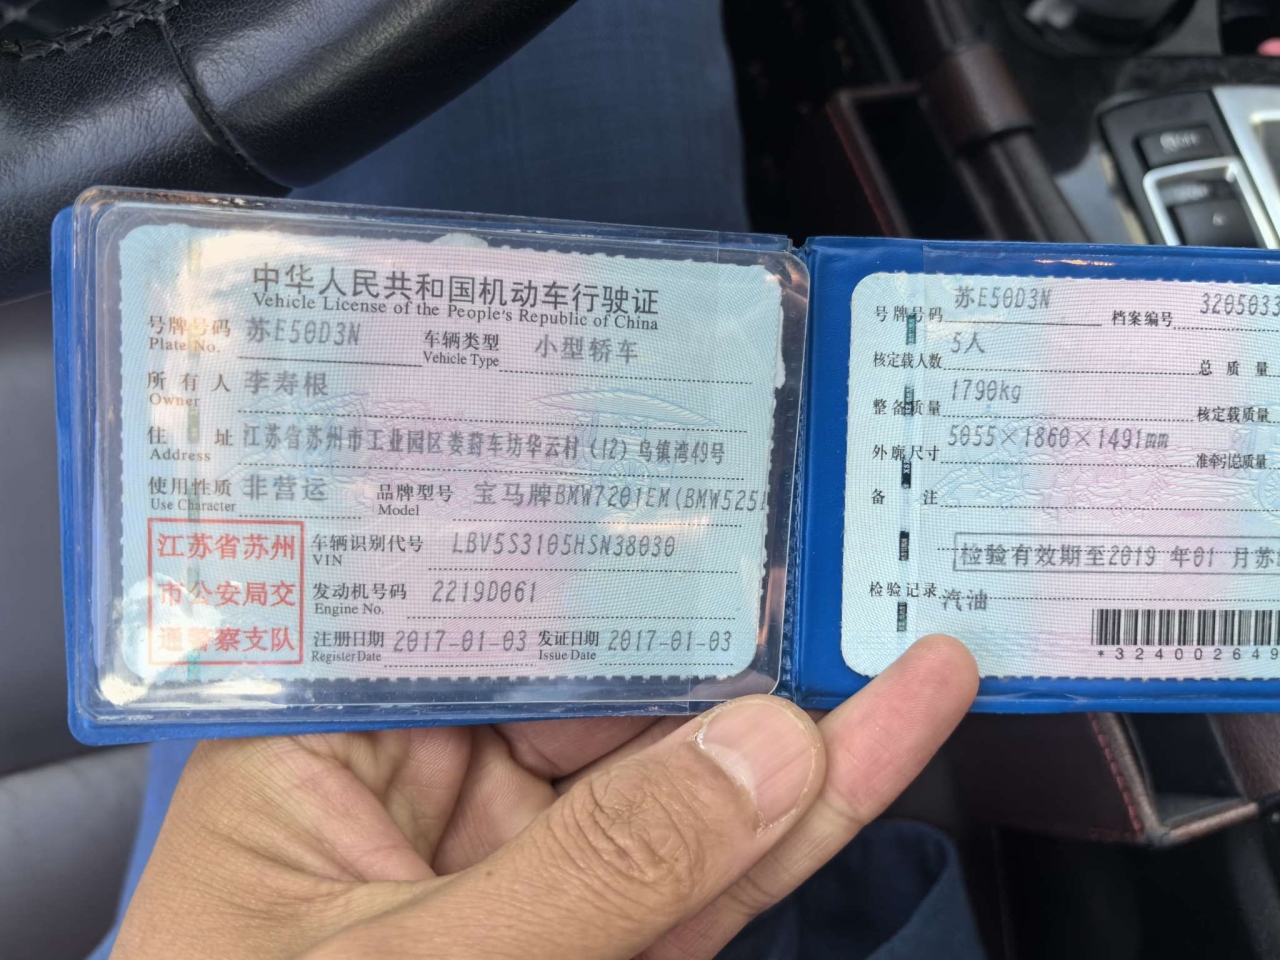 中华人民共和国机动车行驶证
Vehicle License of the People's Republic of China
号牌号码 苏E50D3N 车辆类型 小型轿车
Plate No. Vehicle Type
所有人 李寿根
Owner
住址 江苏省苏州市工业园区娄葑车坊华云村(12)乌镇湾49号
Address
使用性质 非营运 品牌型号 宝马牌BMW7201EM(BMW525l
Use Character Model
江苏省苏州
市公安局交
通警察支队
车辆识别代号 LBV5S3105HSN38030
VIN
发动机号码 2219D061
Engine No.
注册日期 2017-01-03 发证日期 2017-01-03
Register Date Issue Date
号牌号码 苏E50D3N 档案编号 3205033
核定载人数 5人 总质量
整备质量 1790kg 核定载质量
外廓尺寸 5055×1860×1491mm 准牵引总质量
备注
检验有效期至2019年01月苏
检验记录 汽油
*324002649